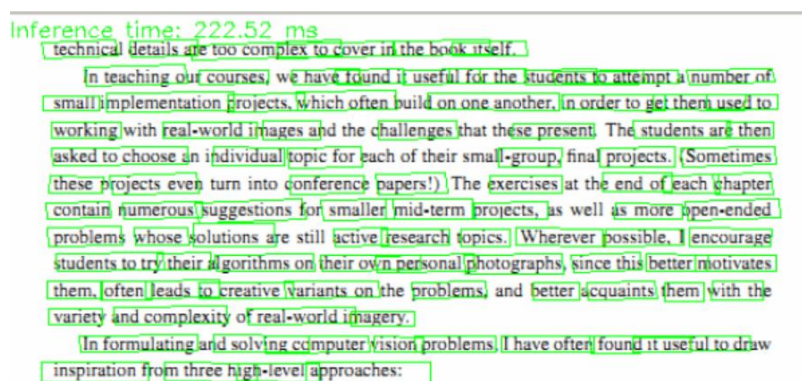 Inference time: 222.52 ms
technical details are too complex to cover in the book itself.
In teaching our courses, we have found it useful for the students to attempt a number of
small implementation projects, which often build on one another, in order to get them used to
working with real-world images and the challenges that these present. The students are then
asked to choose an individual topic for each of their small-group, final projects. (Sometimes
these projects even turn into conference papers!) The exercises at the end of each chapter
contain numerous suggestions for smaller mid-term projects, as well as more open-ended
problems whose solutions are still active research topics. Wherever possible, I encourage
students to try their algorithms on their own personal photographs, since this better motivates
them, often leads to creative variants on the problems, and better acquaints them with the
variety and complexity of real-world imagery.
In formulating and solving computer vision problems, I have often found it useful to draw
inspiration from three high-level approaches: